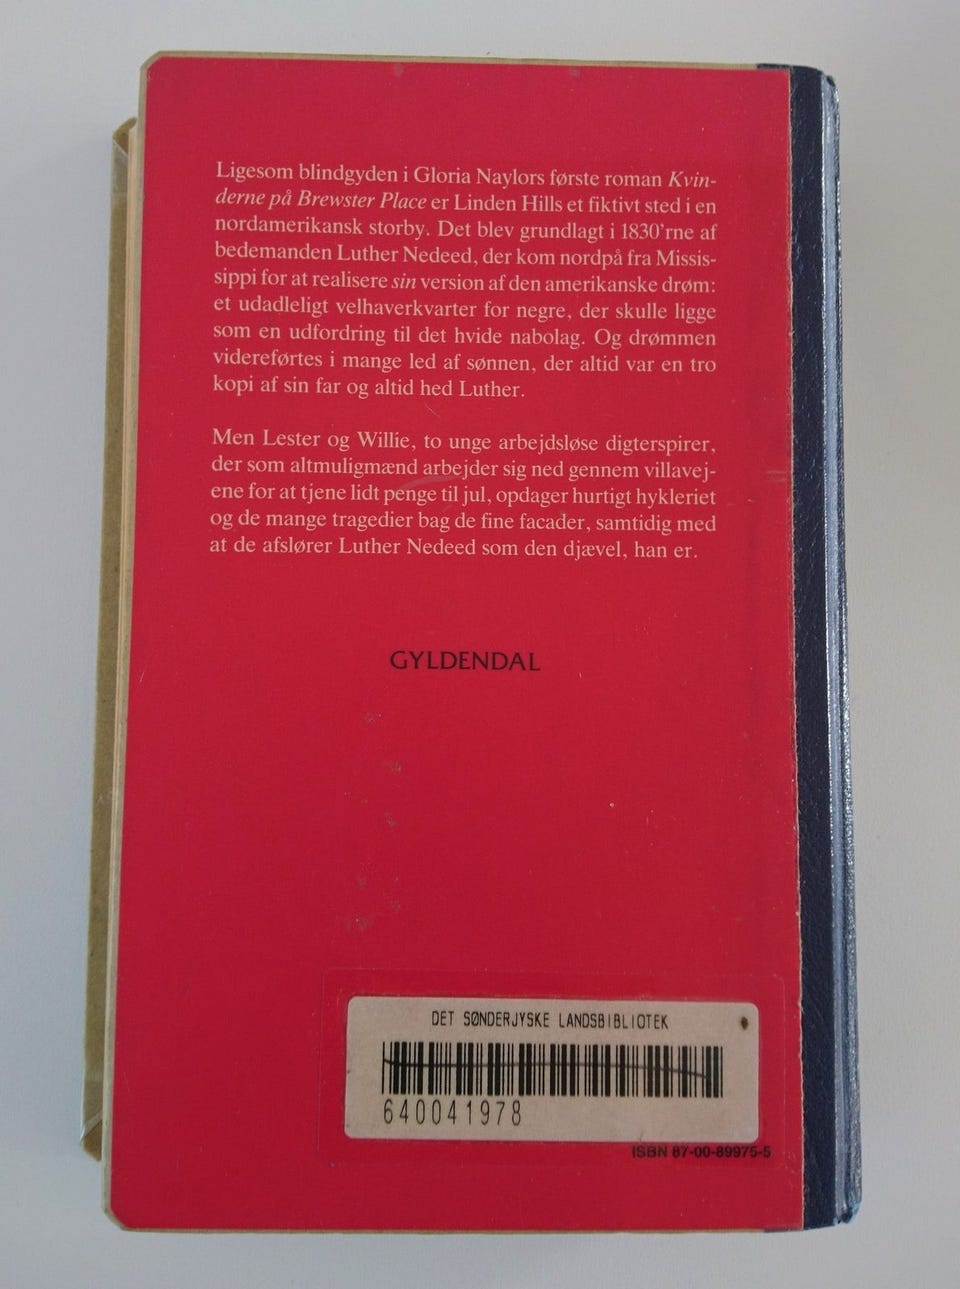 Ligesom blindgyden i Gloria Naylors første roman Kvin-
derne på Brewster Place er Linden Hills et fiktivt sted i en
nordamerikansk storby. Det blev grundlagt i 1830'rne af
bedemanden Luther Nedeed, der kom nordpå fra Missis-
sippi for at realisere sin version af den amerikanske drøm:
et udadleligt velhaverkvarter for negre, der skulle ligge
som en udfordring til det hvide nabolag. Og drømmen
videreførtes i mange led af sønnen, der altid var en tro
kopi af sin far og altid hed Luther.
Men Lester og Willie, to unge arbejdsløse digterspirer,
der som altmuligmænd arbejder sig ned gennem villavej-
ene for at tjene lidt penge til jul, opdager hurtigt hykleriet
og de mange tragedier bag de fine facader, samtidig med
at de afslører Luther Nedeed som den djævel, han er.
GYLDENDAL
DET SØNDERJYSKE LANDSBIBLIOTEK
640041978
ISBN 87-00-89975-5